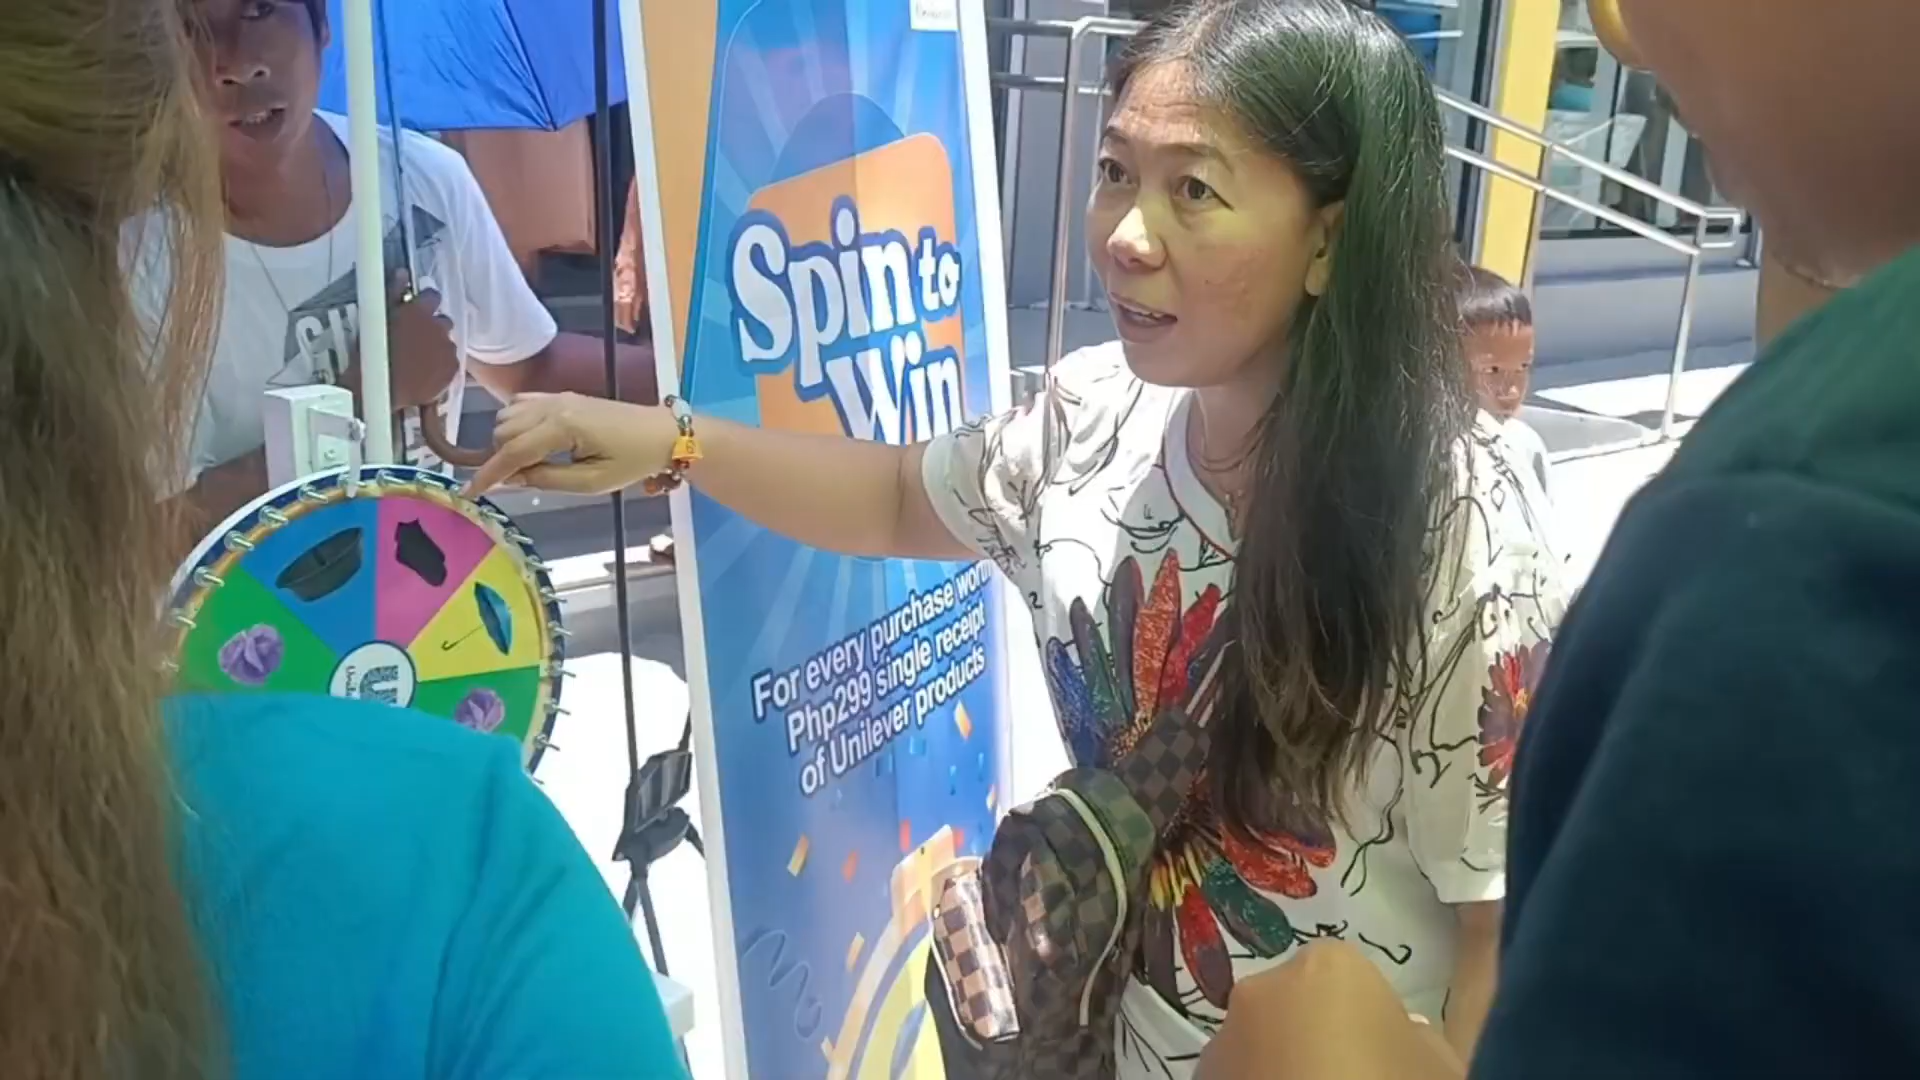 Spin to
Win
For every purchase worth
Php299 single receipt
of Unilever products
U